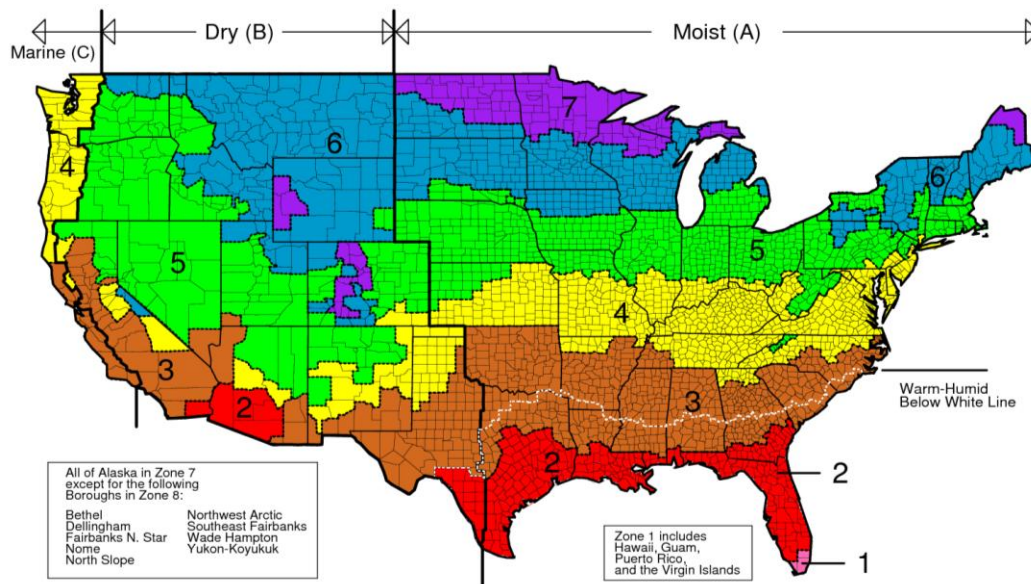 Marine (C)
Dry (B)
Moist (A)
7
6
6
4
5
5
4
3
3
2
2
2
1
Warm-Humid
Below White Line
All of Alaska in Zone 7
except for the following
Boroughs in Zone 8:
Bethel
Dellingham
Fairbanks N. Star
Nome
North Slope
Northwest Arctic
Southeast Fairbanks
Wade Hampton
Yukon-Koyukuk
Zone 1 includes
Hawaii, Guam,
Puerto Rico,
and the Virgin Islands